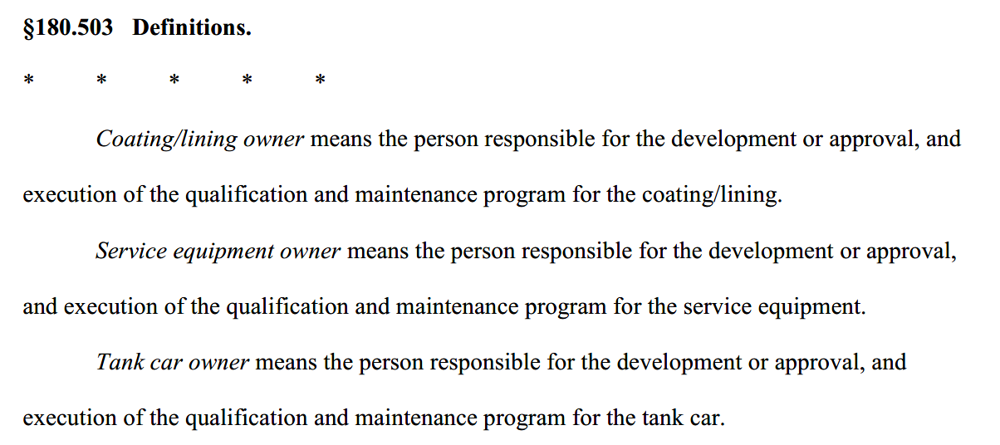 §180.503 Definitions.
* * * * *
Coating/lining owner means the person responsible for the development or approval, and
execution of the qualification and maintenance program for the coating/lining.
Service equipment owner means the person responsible for the development or approval,
and execution of the qualification and maintenance program for the service equipment.
Tank car owner means the person responsible for the development or approval, and
execution of the qualification and maintenance program for the tank car.